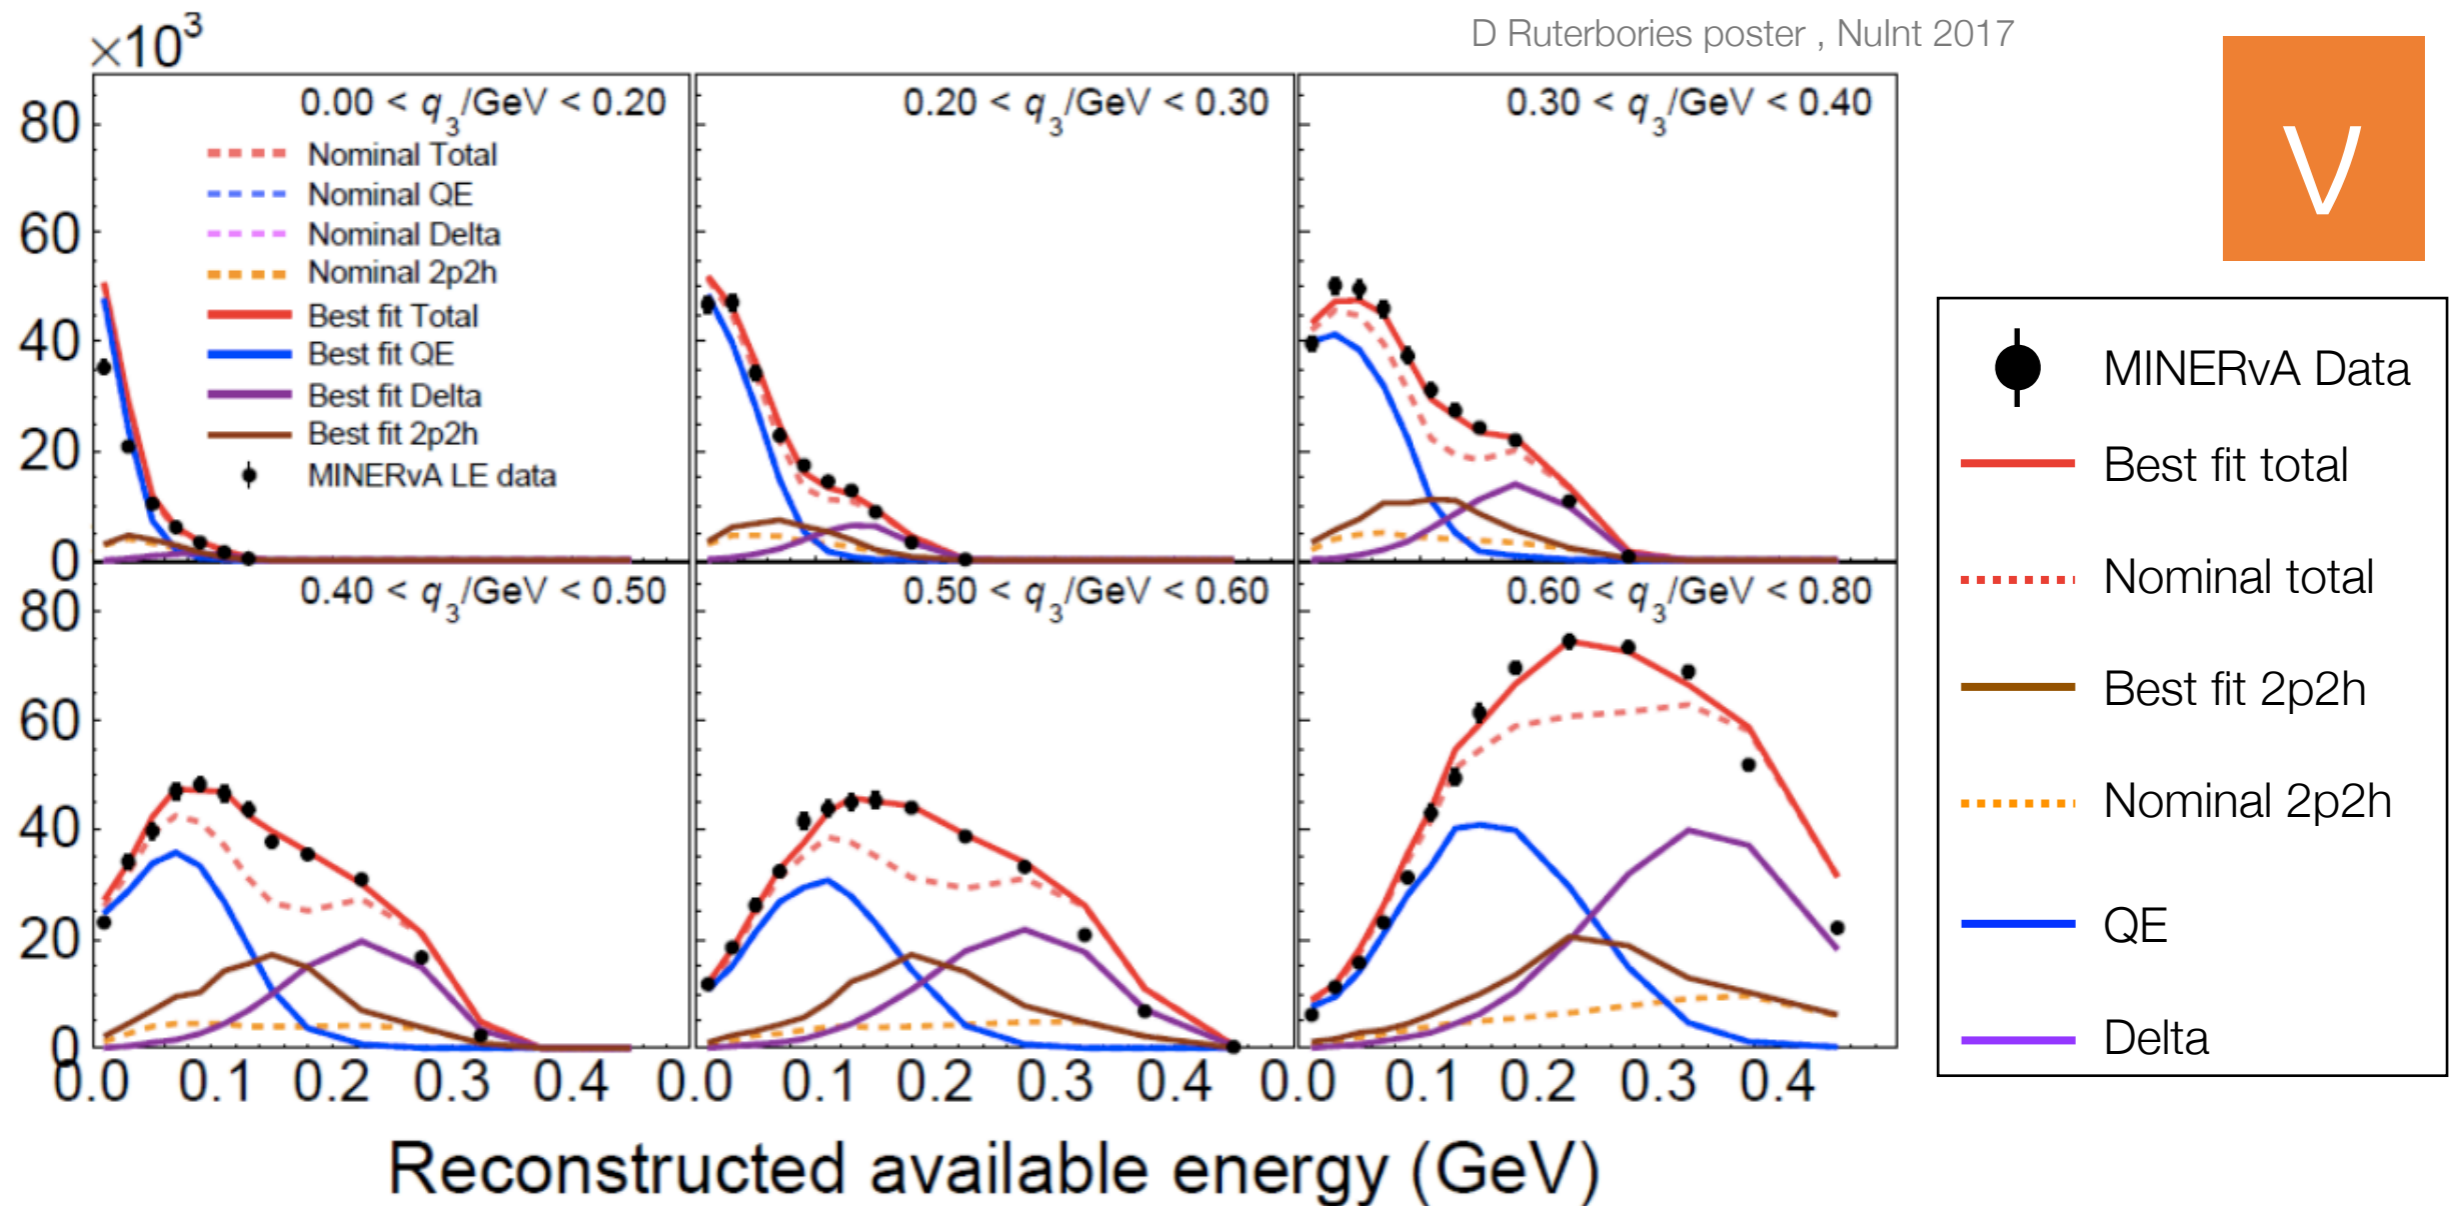 D Ruterbories poster , NuInt 2017
×10³
0.00 < q₃/GeV < 0.20
0.20 < q₃/GeV < 0.30
0.30 < q₃/GeV < 0.40
80
60
40
20
0
Nominal Total
Nominal QE
Nominal Delta
Nominal 2p2h
Best fit Total
Best fit QE
Best fit Delta
Best fit 2p2h
MINERvA LE data
0.40 < q₃/GeV < 0.50
0.50 < q₃/GeV < 0.60
0.60 < q₃/GeV < 0.80
80
60
40
20
0
0.0 0.1 0.2 0.3 0.4
0.0 0.1 0.2 0.3 0.4
0.0 0.1 0.2 0.3 0.4
Reconstructed available energy (GeV)
ν
MINERvA Data
Best fit total
Nominal total
Best fit 2p2h
Nominal 2p2h
QE
Delta